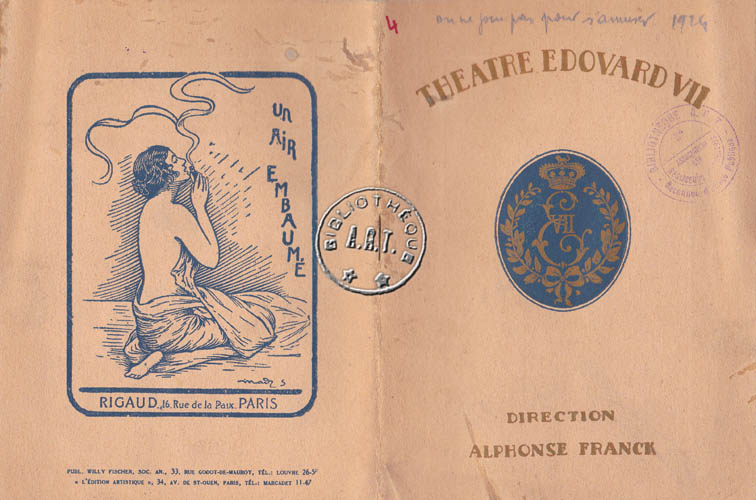 UN
AIR
EMBAUMÉ
RIGAUD, 16, Rue de la Paix. PARIS
PUBL. WILLY FISCHER, SOC. AN., 33, RUE GODOT-DE-MAUROY, TÉL.: LOUVRE 26-5
« L'ÉDITION ARTISTIQUE », 34, AV. DE ST-OUEN, PARIS, TÉL.: MARCADET 11-47
BIBLIOTHÈQUE
A.R.T.
4
on ne joue pas pour s'amuser 1924
THEATRE EDOVARD VII
BIBLIOTHEQUE
E
VII
DIRECTION
ALPHONSE FRANCK